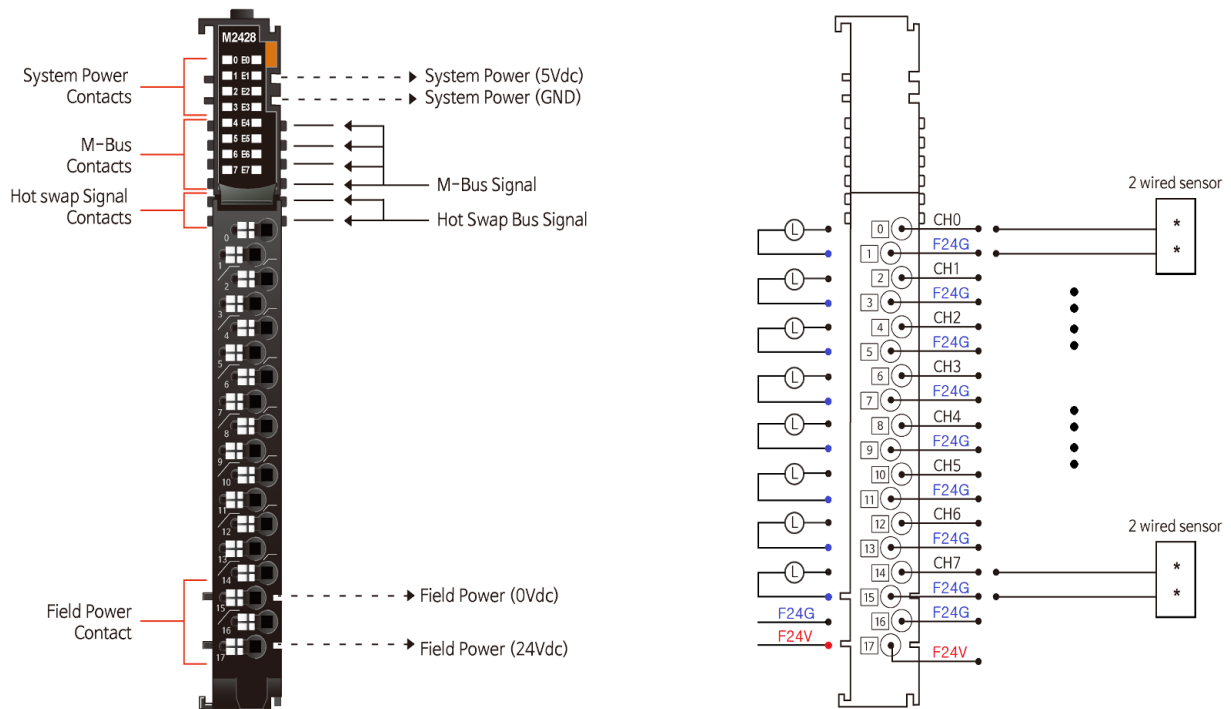 M2428
0 E0
1 E1
2 E2
3 E3
4 E4
5 E5
6 E6
7 E7
System Power
Contacts
M-Bus
Contacts
Hot swap Signal
Contacts
Field Power
Contact
System Power (5Vdc)
System Power (GND)
M-Bus Signal
Hot Swap Bus Signal
Field Power (0Vdc)
Field Power (24Vdc)
0
1
2
3
4
5
6
7
8
9
10
11
12
13
14
15
16
17
L
L
L
L
L
L
L
L
F24G
F24V
0 CH0
1 F24G
2 CH1
3 F24G
4 CH2
5 F24G
6 CH3
7 F24G
8 CH4
9 F24G
10 CH5
11 F24G
12 CH6
13 F24G
14 CH7
15 F24G
16 F24G
17 F24V
2 wired sensor
*
*
2 wired sensor
*
*